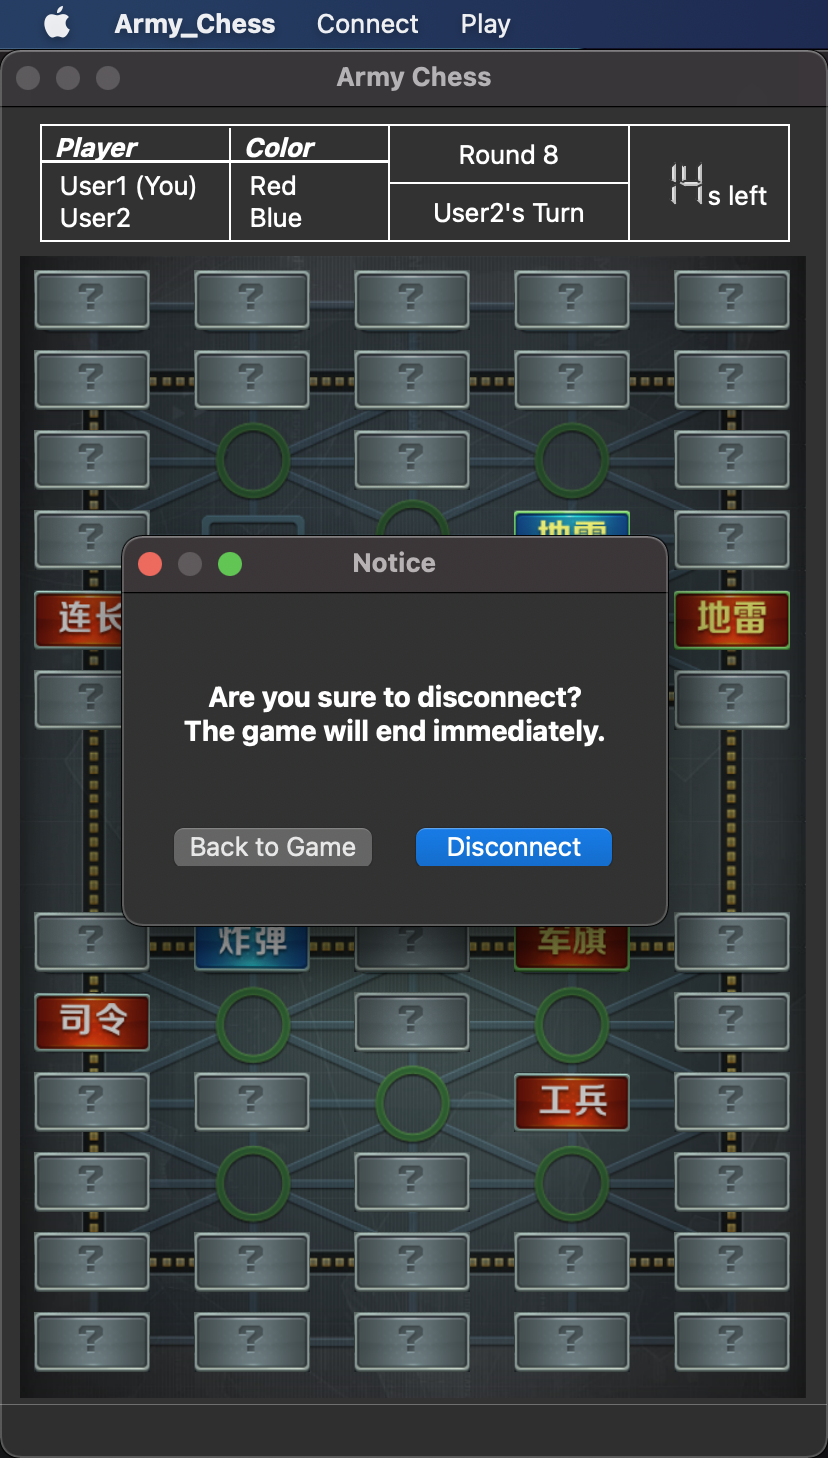 Army_Chess Connect Play
Army Chess
Player Color
User1 (You) Red
User2 Blue
Round 8
User2's Turn
14 s left
? ? ? ? ?
? ? ? ? ?
? ? ?
? 地雷 ?
连长 地雷
? ?
Notice
Are you sure to disconnect?
The game will end immediately.
Back to Game Disconnect
? 炸弹 ? 军旗 ?
司令 ? ?
? ? 工兵 ?
? ? ?
? ? ? ? ?
? ? ? ? ?